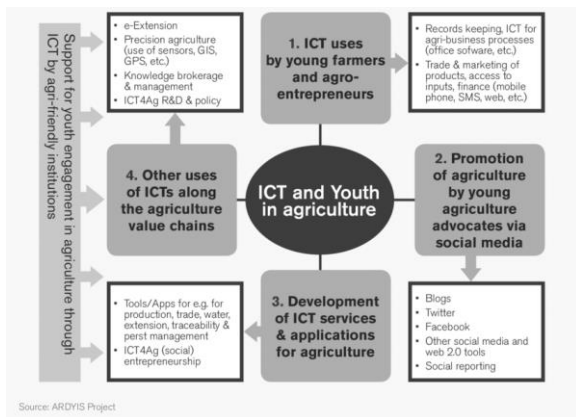 Support for youth engagement in agriculture through
ICT by agri-friendly institutions
• e-Extension
• Precision agriculture
(use of sensors, GIS,
GPS, etc.)
• Knowledge brokerage
& management
• ICT4Ag R&D & policy
1. ICT uses
by young farmers
and agro-
entrepreneurs
• Records keeping, ICT for
agri-business processes
(office sofware, etc.)
• Trade & marketing of
products, access to
inputs, finance (mobile
phone, SMS, web, etc.)
4. Other uses
of ICTs along
the agriculture
value chains
ICT and Youth
in agriculture
2. Promotion
of agriculture
by young
agriculture
advocates via
social media
• Tools/Apps for e.g. for
production, trade, water,
extension, traceability &
perst management
• ICT4Ag (social)
entrepreneurship
3. Development
of ICT services
& applications
for agriculture
• Blogs
• Twitter
• Facebook
• Other social media and
web 2.0 tools
• Social reporting
Source: ARDYIS Project